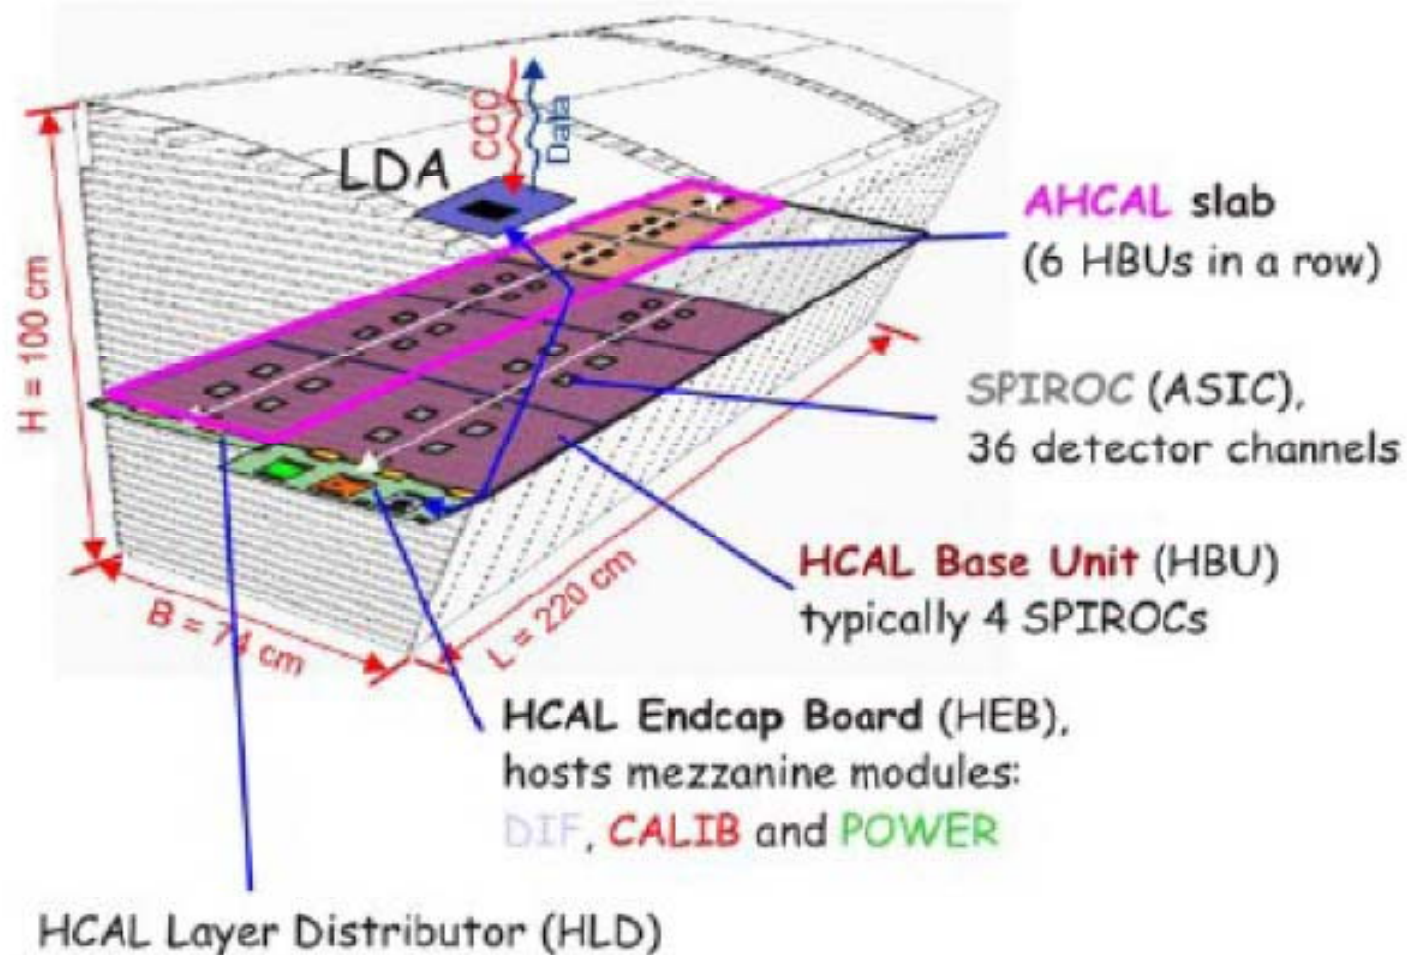 CCC
Data
LDA
H = 100 cm
AHCAL slab
(6 HBUs in a row)
SPIROC (ASIC),
36 detector channels
HCAL Base Unit (HBU)
typically 4 SPIROCs
B = 74 cm
L = 220 cm
HCAL Endcap Board (HEB),
hosts mezzanine modules:
DIF, CALIB and POWER
HCAL Layer Distributor (HLD)